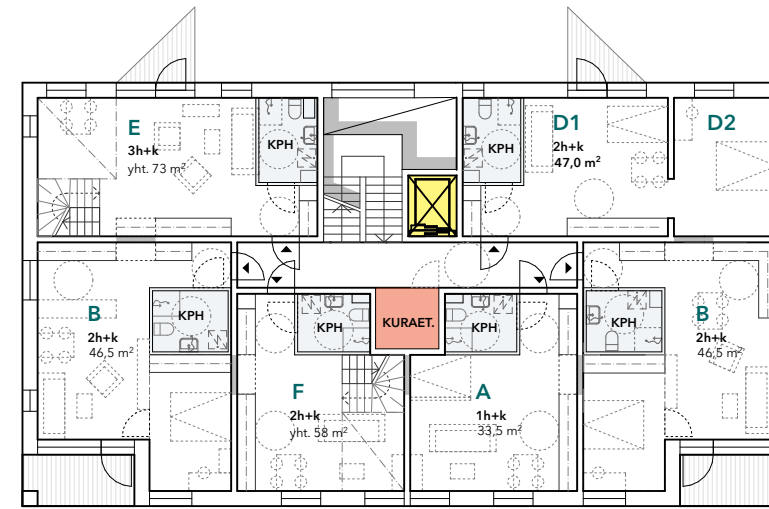 E
3h+k
yht. 73 m²
KPH
KPH
D1
2h+k
47,0 m²
D2
B
2h+k
46,5 m²
KPH
KPH
KURAET.
KPH
KPH
B
2h+k
46,5 m²
F
2h+k
yht. 58 m²
A
1h+k
33,5 m²